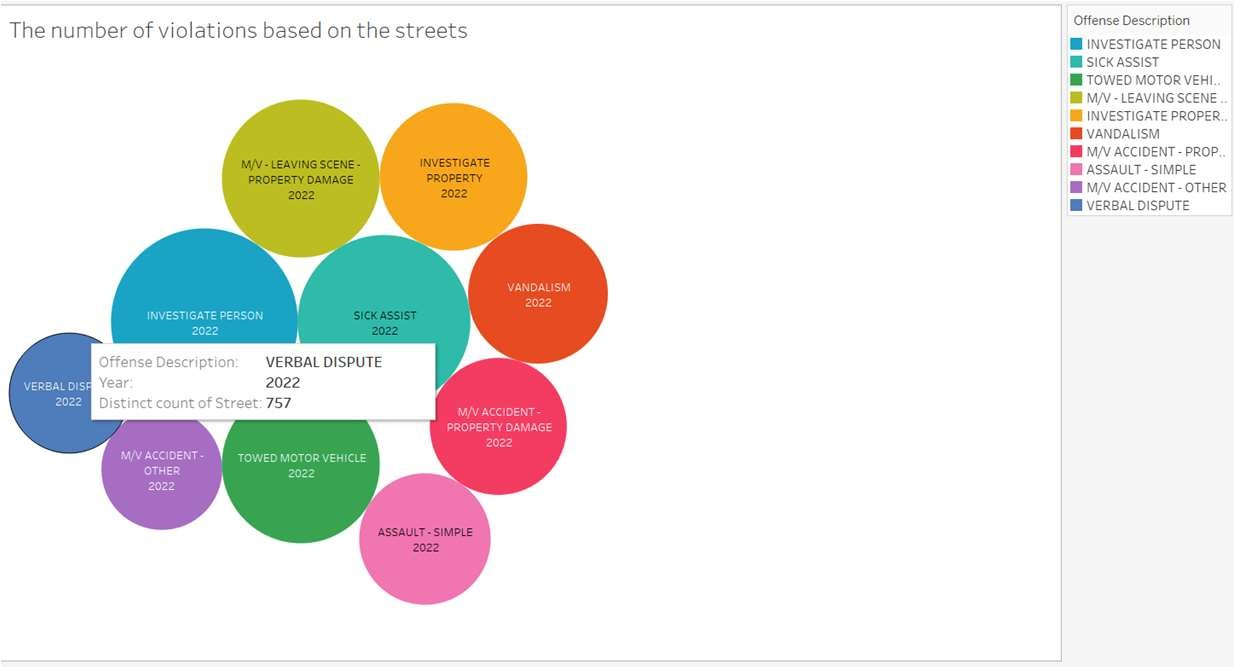 The number of violations based on the streets
M/V - LEAVING SCENE -
PROPERTY DAMAGE
2022
INVESTIGATE
PROPERTY
2022
VANDALISM
2022
INVESTIGATE PERSON
2022
SICK ASSIST
2022
VERBAL DISP
2022
Offense Description: VERBAL DISPUTE
Year: 2022
Distinct count of Street: 757
M/V ACCIDENT -
PROPERTY DAMAGE
2022
M/V ACCIDENT -
OTHER
2022
TOWED MOTOR VEHICLE
2022
ASSAULT - SIMPLE
2022
Offense Description
INVESTIGATE PERSON
SICK ASSIST
TOWED MOTOR VEHI..
M/V - LEAVING SCENE ..
INVESTIGATE PROPER..
VANDALISM
M/V ACCIDENT - PROP..
ASSAULT - SIMPLE
M/V ACCIDENT - OTHER
VERBAL DISPUTE